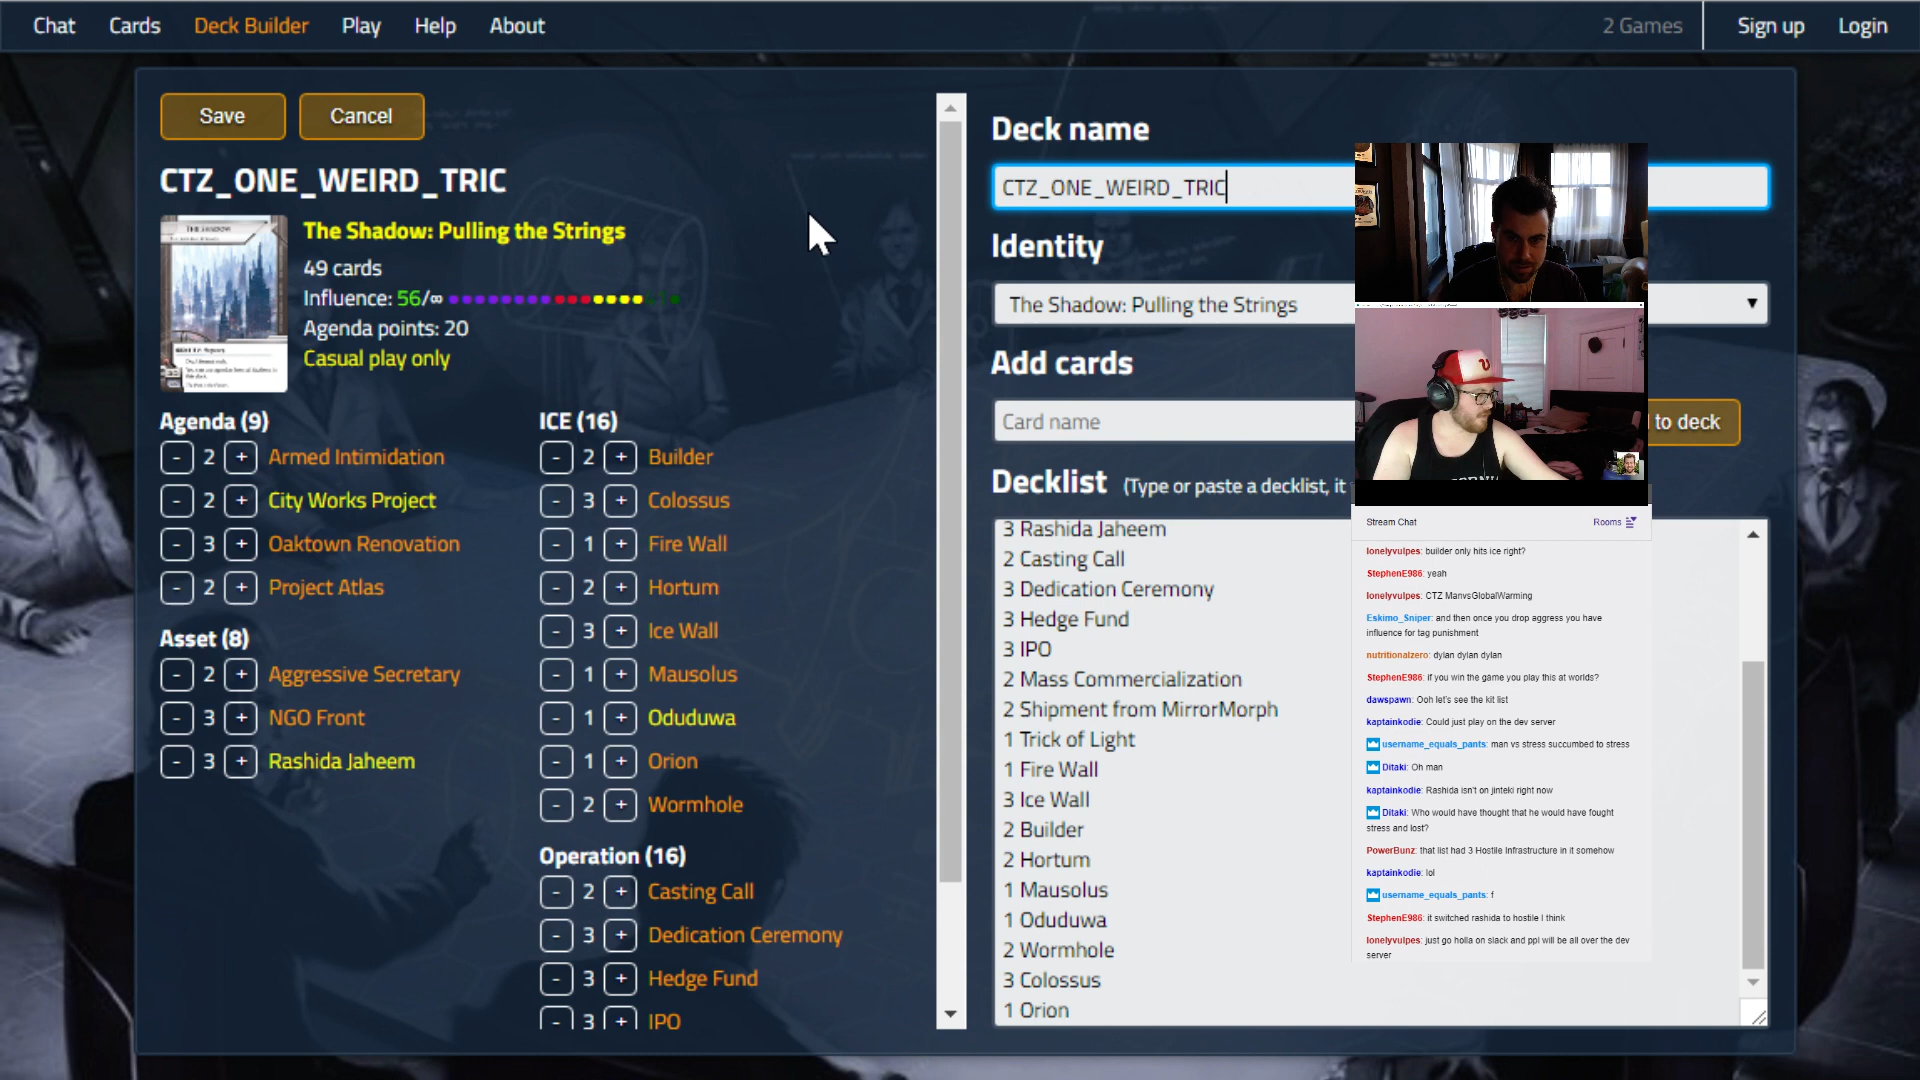 Chat Cards Deck Builder Play Help About 2 Games Sign up Login
Save Cancel
CTZ_ONE_WEIRD_TRIC
The Shadow: Pulling the Strings
49 cards
Influence: 56/∞
Agenda points: 20
Casual play only
Agenda (9)
- 2 + Armed Intimidation
- 2 + City Works Project
- 3 + Oaktown Renovation
- 2 + Project Atlas
Asset (8)
- 2 + Aggressive Secretary
- 3 + NGO Front
- 3 + Rashida Jaheem
ICE (16)
- 2 + Builder
- 3 + Colossus
- 1 + Fire Wall
- 2 + Hortum
- 3 + Ice Wall
- 1 + Mausolus
- 1 + Oduduwa
- 1 + Orion
- 2 + Wormhole
Operation (16)
- 2 + Casting Call
- 3 + Dedication Ceremony
- 3 + Hedge Fund
- 3 + IPO
Deck name
CTZ_ONE_WEIRD_TRIC
Identity
The Shadow: Pulling the Strings
Add cards
Card name
to deck
Decklist (Type or paste a decklist, it
3 Rashida Jaheem
2 Casting Call
3 Dedication Ceremony
3 Hedge Fund
3 IPO
2 Mass Commercialization
2 Shipment from MirrorMorph
1 Trick of Light
1 Fire Wall
3 Ice Wall
2 Builder
2 Hortum
1 Mausolus
1 Oduduwa
2 Wormhole
3 Colossus
1 Orion
Stream Chat Rooms
lonelyvulpes: builder only hits ice right?
StephenE986: yeah
lonelyvulpes: CTZ ManvsGlobalWarming
Eskimo_Sniper: and then once you drop aggress you have
influence for tag punishment
nutritionalzero: dylan dylan dylan
StephenE986: if you win the game you play this at worlds?
dawspawn: Ooh let's see the kit list
kaptainkodie: Could just play on the dev server
username_equals_pants: man vs stress succumbed to stress
Ditaki: Oh man
kaptainkodie: Rashida isn't on jinteki right now
Ditaki: Who would have thought that he would have fought
stress and lost?
PowerBunz: that list had 3 Hostile Infrastructure in it somehow
kaptainkodie: lol
username_equals_pants: f
StephenE986: it switched rashida to hostile I think
lonelyvulpes: just go holla on slack and ppl will be all over the dev
server